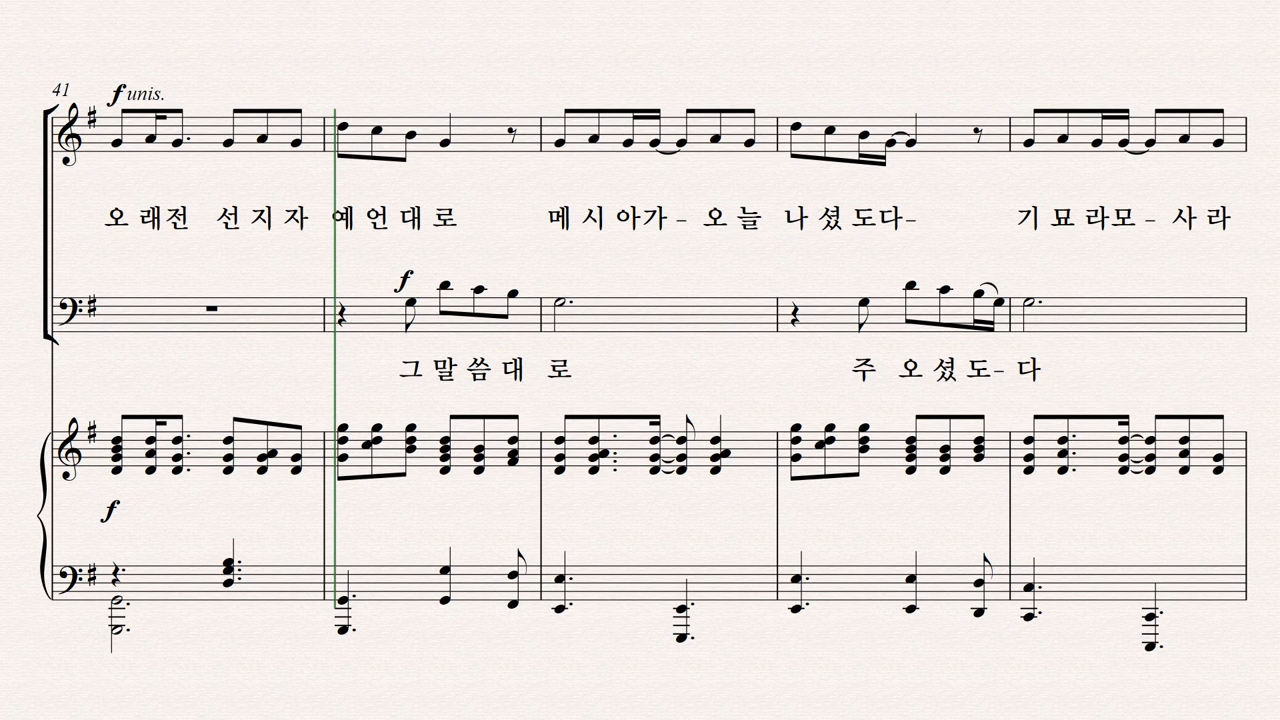 41
f unis.
오 래전 선 지 자 예 언 대 로 메 시 아가 - 오 늘 나 셨 도다- 기 묘 라모 - 사 라
f
그 말 씀 대 로 주 오 셨 도- 다
f